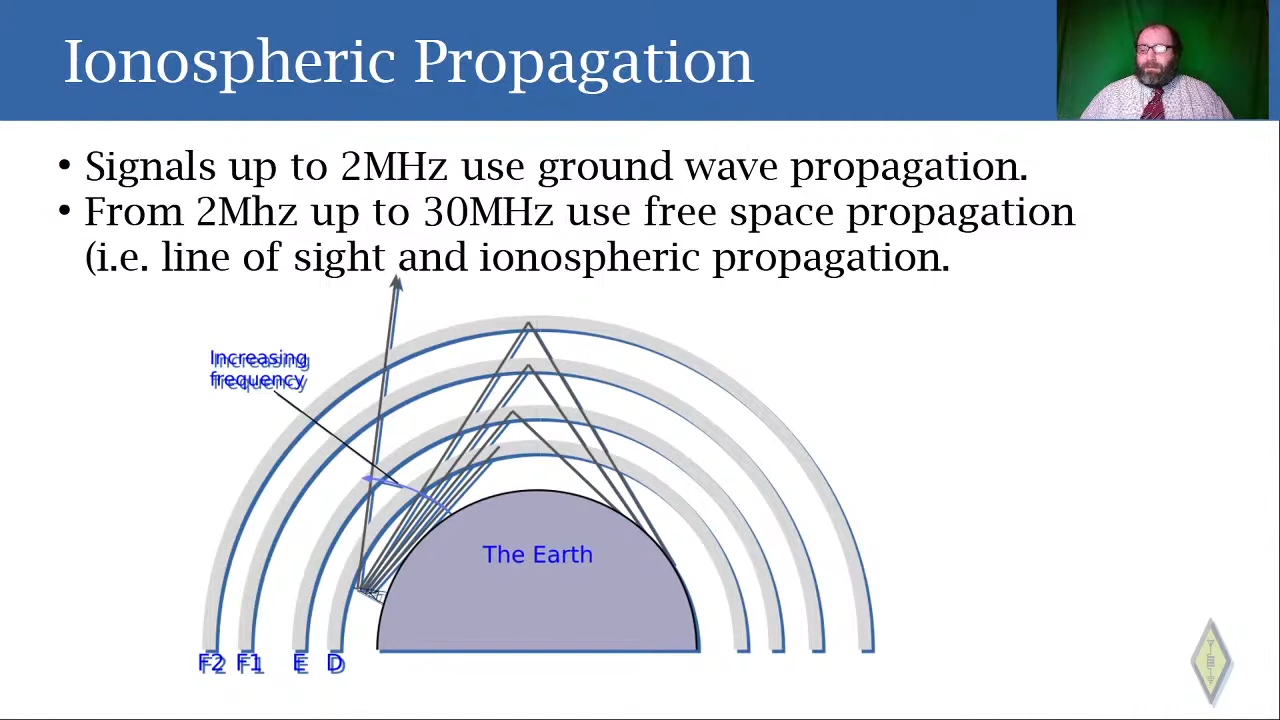 Ionospheric Propagation
• Signals up to 2MHz use ground wave propagation.
• From 2Mhz up to 30MHz use free space propagation
(i.e. line of sight and ionospheric propagation.
Increasing
frequency
The Earth
F2 F1 E D